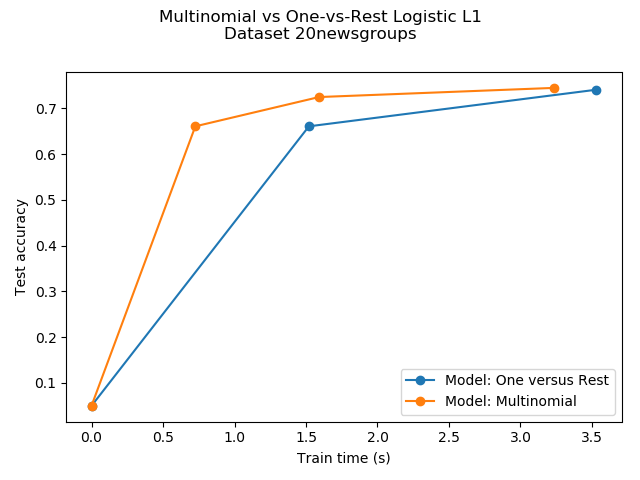 Multinomial vs One-vs-Rest Logistic L1
Dataset 20newsgroups
Test accuracy
0.7
0.6
0.5
0.4
0.3
0.2
0.1
Model: One versus Rest
Model: Multinomial
0.0 0.5 1.0 1.5 2.0 2.5 3.0 3.5
Train time (s)